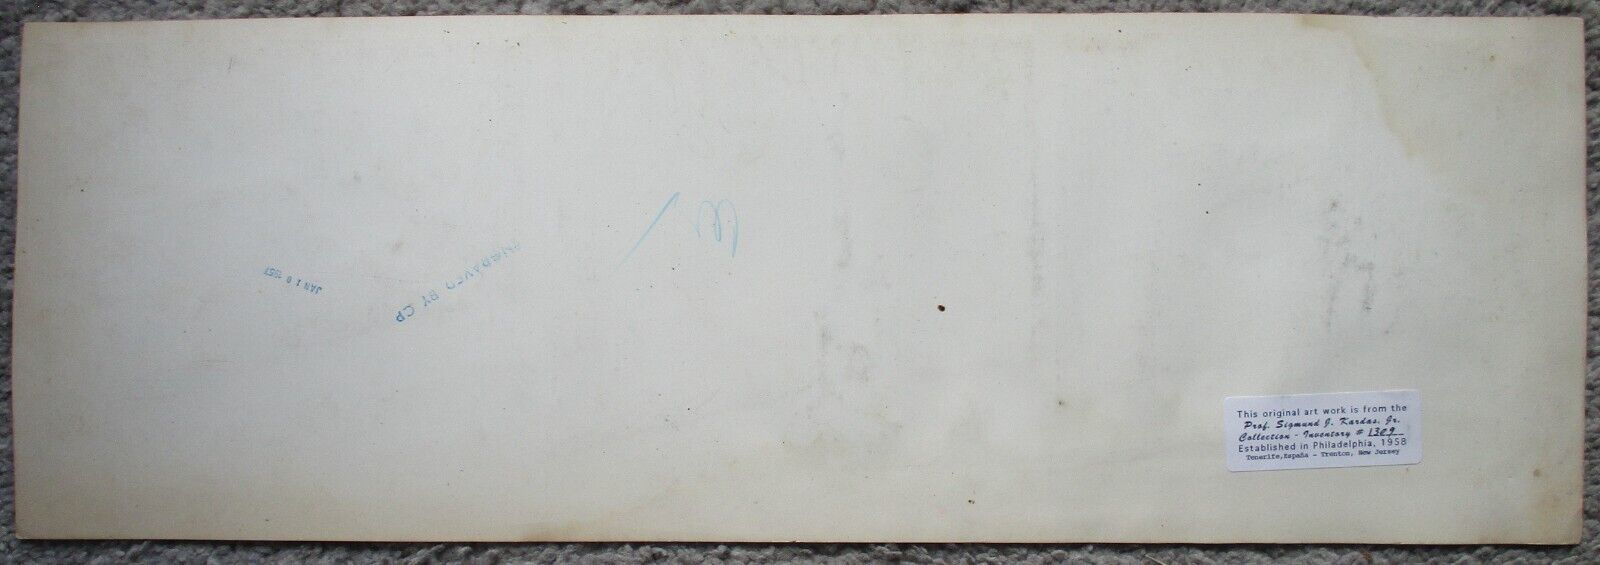 JAN 1 0 1957
ENGRAVED BY CP
This original art work is from the
Prof. Sigmund J. Kardas, Jr.
Collection - Inventory # 1309
Established in Philadelphia, 1958
Tenerife,España - Trenton, New Jersey